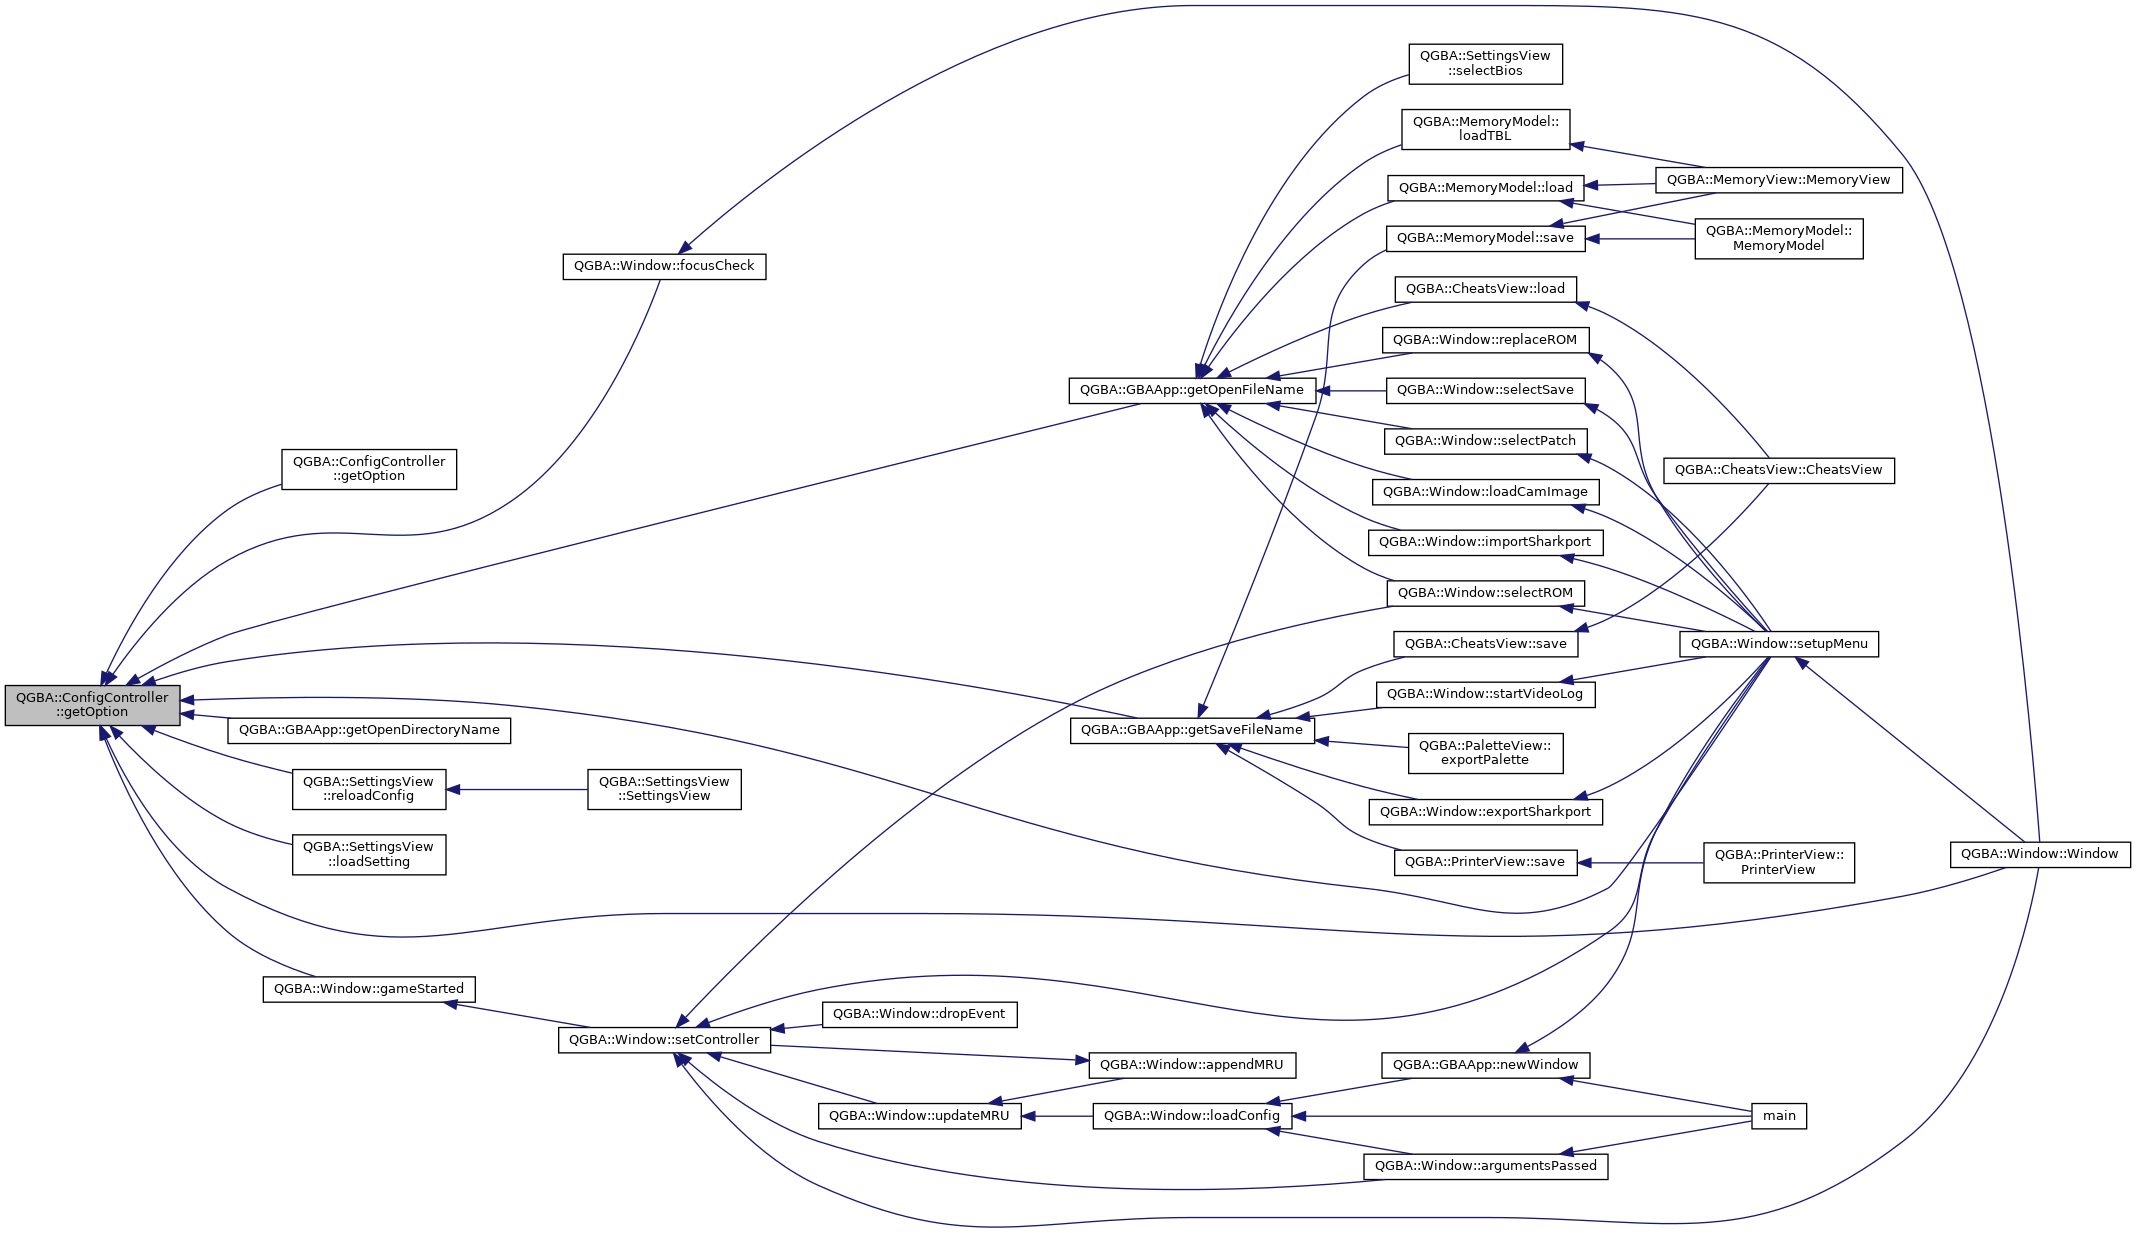 QGBA::SettingsView
::selectBios
QGBA::MemoryModel::
loadTBL
QGBA::MemoryView::MemoryView
QGBA::MemoryModel::load
QGBA::MemoryModel::save
QGBA::MemoryModel::
MemoryModel
QGBA::Window::focusCheck
QGBA::CheatsView::load
QGBA::Window::replaceROM
QGBA::GBAApp::getOpenFileName
QGBA::Window::selectSave
QGBA::Window::selectPatch
QGBA::ConfigController
::getOption
QGBA::CheatsView::CheatsView
QGBA::Window::loadCamImage
QGBA::Window::importSharkport
QGBA::Window::selectROM
QGBA::CheatsView::save
QGBA::Window::setupMenu
QGBA::Window::startVideoLog
QGBA::ConfigController
::getOption
QGBA::GBAApp::getOpenDirectoryName
QGBA::GBAApp::getSaveFileName
QGBA::PaletteView::
exportPalette
QGBA::SettingsView
::reloadConfig
QGBA::SettingsView
::SettingsView
QGBA::Window::exportSharkport
QGBA::SettingsView
::loadSetting
QGBA::PrinterView::save
QGBA::PrinterView::
PrinterView
QGBA::Window::Window
QGBA::Window::gameStarted
QGBA::Window::dropEvent
QGBA::Window::setController
QGBA::Window::appendMRU
QGBA::GBAApp::newWindow
QGBA::Window::updateMRU
QGBA::Window::loadConfig
main
QGBA::Window::argumentsPassed